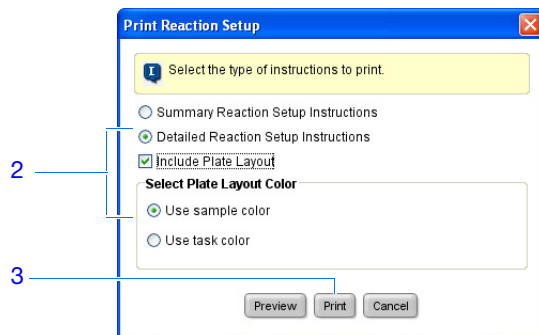 Print Reaction Setup
Select the type of instructions to print.
Summary Reaction Setup Instructions
Detailed Reaction Setup Instructions
Include Plate Layout
2
Select Plate Layout Color
Use sample color
Use task color
3
Preview Print Cancel